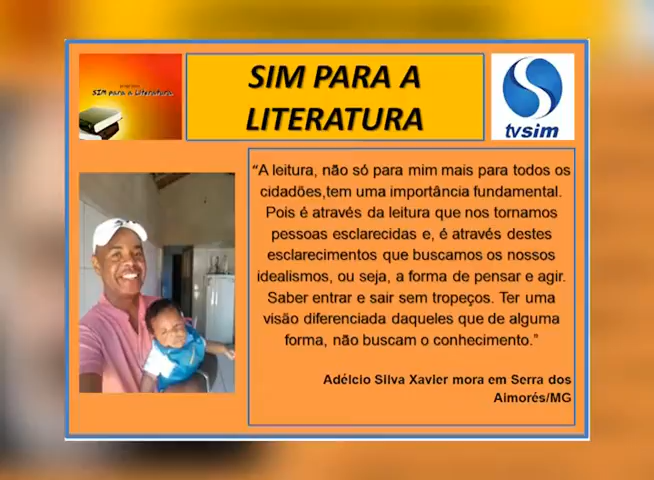 SIM PARA A
LITERATURA
SIM para a Literatura
tvsim
“A leitura, não só para mim mais para todos os
cidadões,tem uma importância fundamental.
Pois é através da leitura que nos tornamos
pessoas esclarecidas e, é através destes
esclarecimentos que buscamos os nossos
idealismos, ou seja, a forma de pensar e agir.
Saber entrar e sair sem tropeços. Ter uma
visão diferenciada daqueles que de alguma
forma, não buscam o conhecimento.”
Adélcio Silva Xavier mora em Serra dos
Aimorés/MG